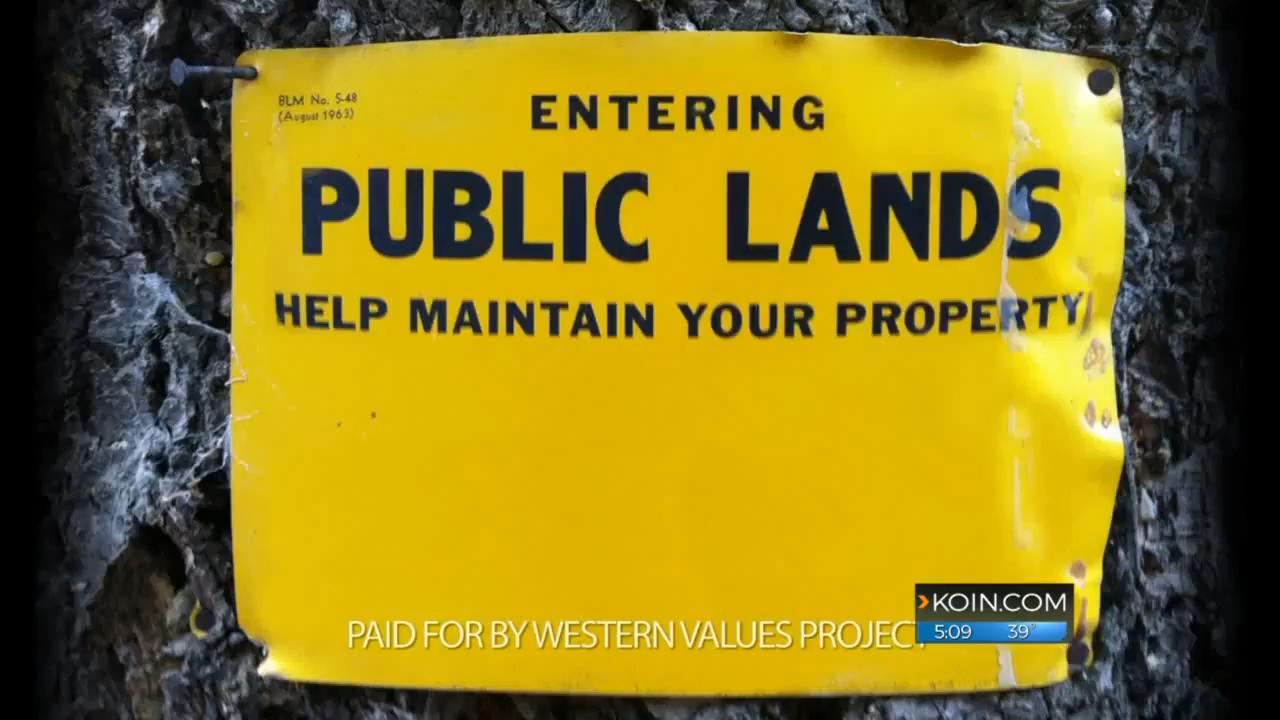 BLM No. S-48
(August 1963)
ENTERING
PUBLIC LANDS
HELP MAINTAIN YOUR PROPERTY
PAID FOR BY WESTERN VALUES PROJECT
KOIN.COM
5:09 39°